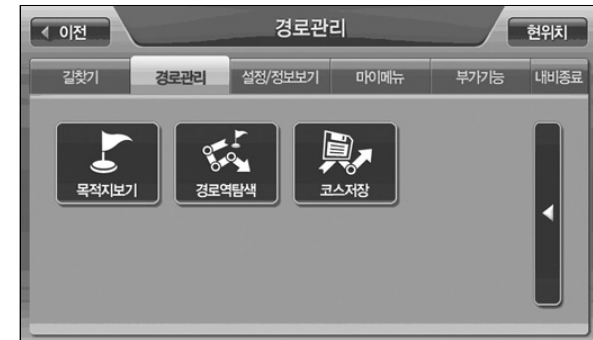 이전
경로관리
현위치
길찾기 경로관리 설정/정보보기 마이메뉴 부가기능 내비종료
목적지보기 경로역탐색 코스저장